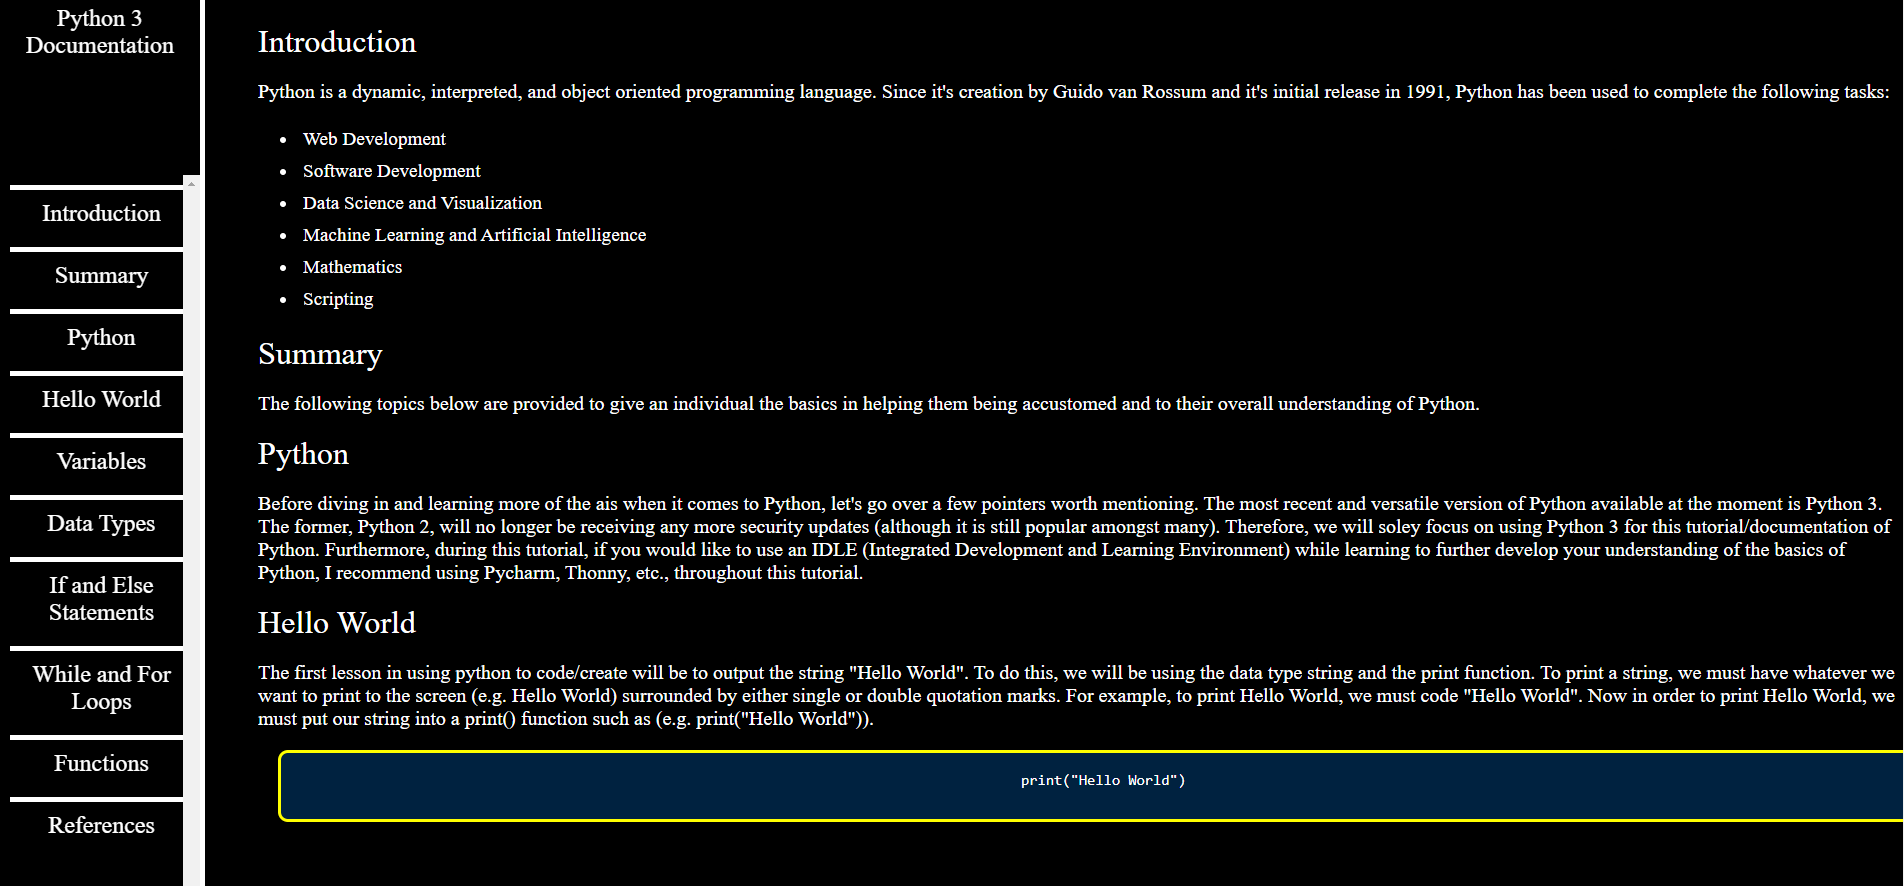 Python 3
Documentation
Introduction
Summary
Python
Hello World
Variables
Data Types
If and Else
Statements
While and For
Loops
Functions
References
Introduction
Python is a dynamic, interpreted, and object oriented programming language. Since it's creation by Guido van Rossum and it's initial release in 1991, Python has been used to complete the following tasks:
Web Development
Software Development
Data Science and Visualization
Machine Learning and Artificial Intelligence
Mathematics
Scripting
Summary
The following topics below are provided to give an individual the basics in helping them being accustomed and to their overall understanding of Python.
Python
Before diving in and learning more of the ais when it comes to Python, let's go over a few pointers worth mentioning. The most recent and versatile version of Python available at the moment is Python 3.
The former, Python 2, will no longer be receiving any more security updates (although it is still popular amongst many). Therefore, we will soley focus on using Python 3 for this tutorial/documentation of
Python. Furthermore, during this tutorial, if you would like to use an IDLE (Integrated Development and Learning Environment) while learning to further develop your understanding of the basics of
Python, I recommend using Pycharm, Thonny, etc., throughout this tutorial.
Hello World
The first lesson in using python to code/create will be to output the string "Hello World". To do this, we will be using the data type string and the print function. To print a string, we must have whatever we
want to print to the screen (e.g. Hello World) surrounded by either single or double quotation marks. For example, to print Hello World, we must code "Hello World". Now in order to print Hello World, we
must put our string into a print() function such as (e.g. print("Hello World")).
print("Hello World")